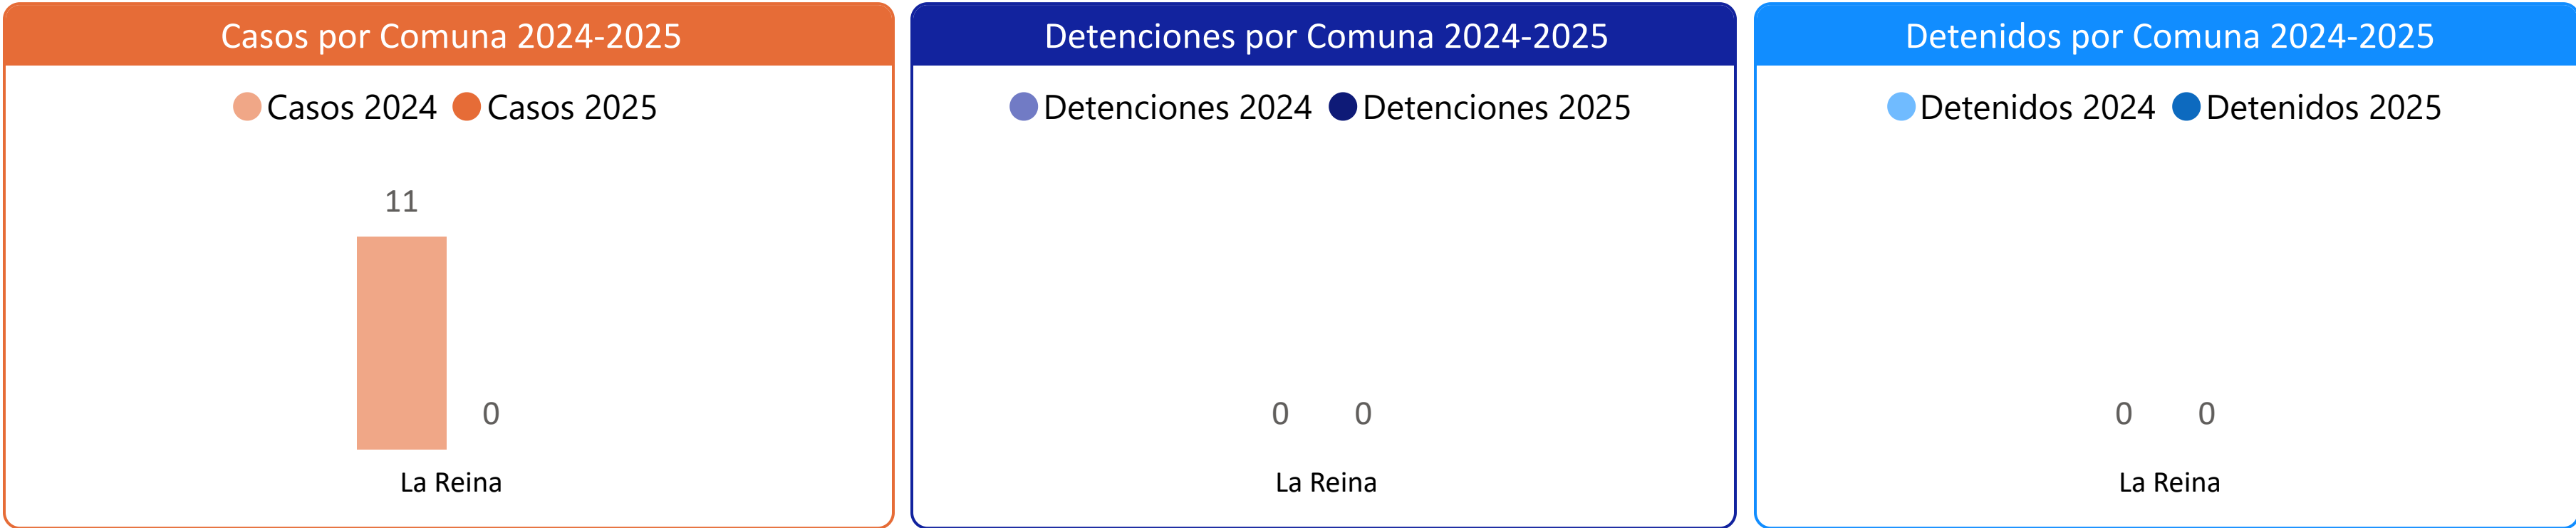 Casos por Comuna 2024-2025
Casos 2024 Casos 2025
11
0
La Reina
Detenciones por Comuna 2024-2025
Detenciones 2024 Detenciones 2025
0 0
La Reina
Detenidos por Comuna 2024-2025
Detenidos 2024 Detenidos 2025
0 0
La Reina